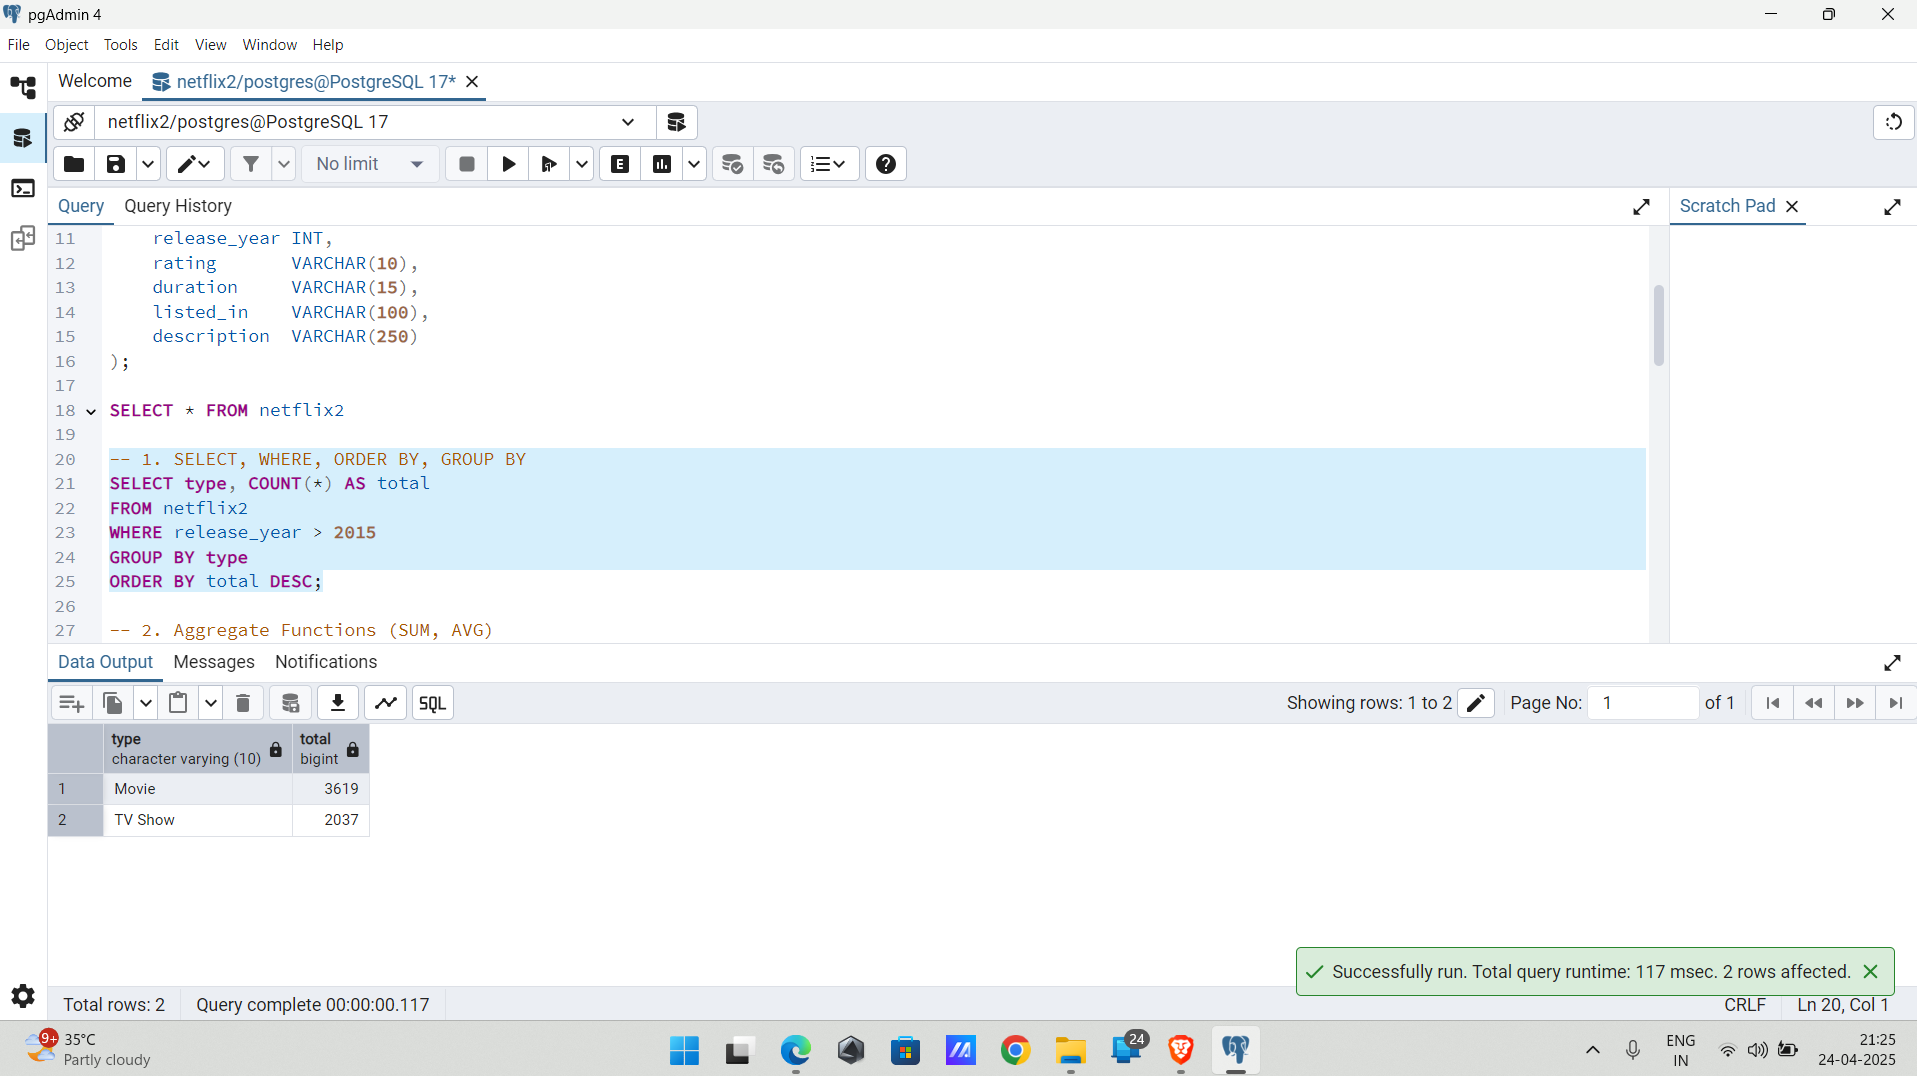 pgAdmin 4
File Object Tools Edit View Window Help
Welcome netflix2/postgres@PostgreSQL 17*
netflix2/postgres@PostgreSQL 17
No limit
E
Query Query History
Scratch Pad
11 release_year INT,
12 rating VARCHAR(10),
13 duration VARCHAR(15),
14 listed_in VARCHAR(100),
15 description VARCHAR(250)
16 );
17
18 SELECT * FROM netflix2
19
20 -- 1. SELECT, WHERE, ORDER BY, GROUP BY
21 SELECT type, COUNT(*) AS total
22 FROM netflix2
23 WHERE release_year > 2015
24 GROUP BY type
25 ORDER BY total DESC;
26
27 -- 2. Aggregate Functions (SUM, AVG)
Data Output Messages Notifications
SQL
Showing rows: 1 to 2 Page No: 1 of 1
type total
character varying (10) bigint
1 Movie 3619
2 TV Show 2037
Successfully run. Total query runtime: 117 msec. 2 rows affected.
Total rows: 2 Query complete 00:00:00.117 CRLF Ln 20, Col 1
9+ 35°C
Partly cloudy
24
ENG
IN
21:25
24-04-2025